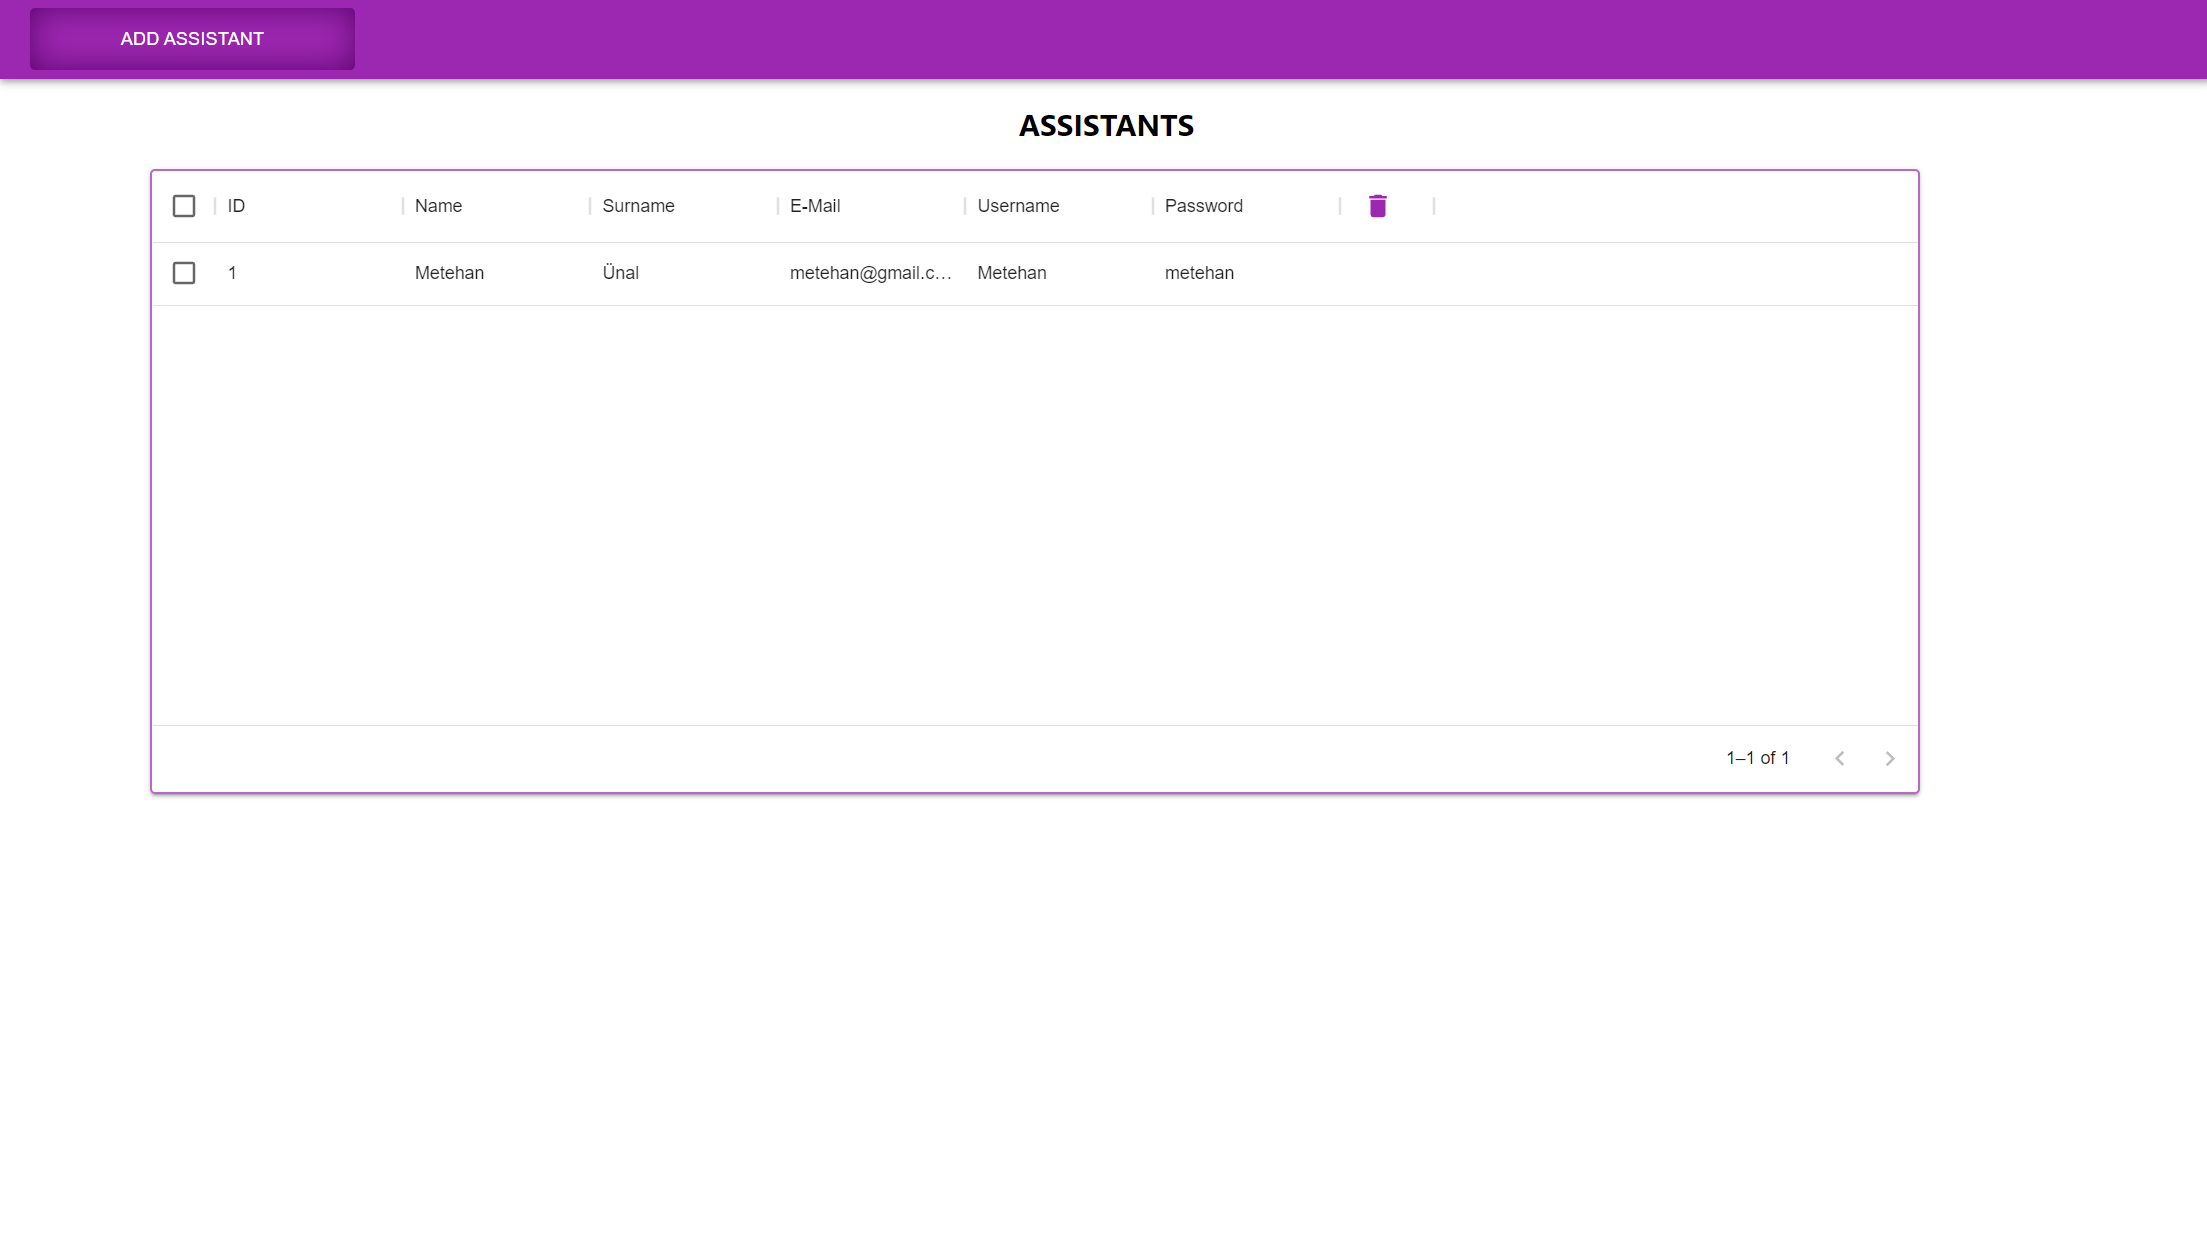 ADD ASSISTANT
ASSISTANTS
ID Name Surname E-Mail Username Password
1 Metehan Ünal metehan@gmail.c... Metehan metehan
1–1 of 1